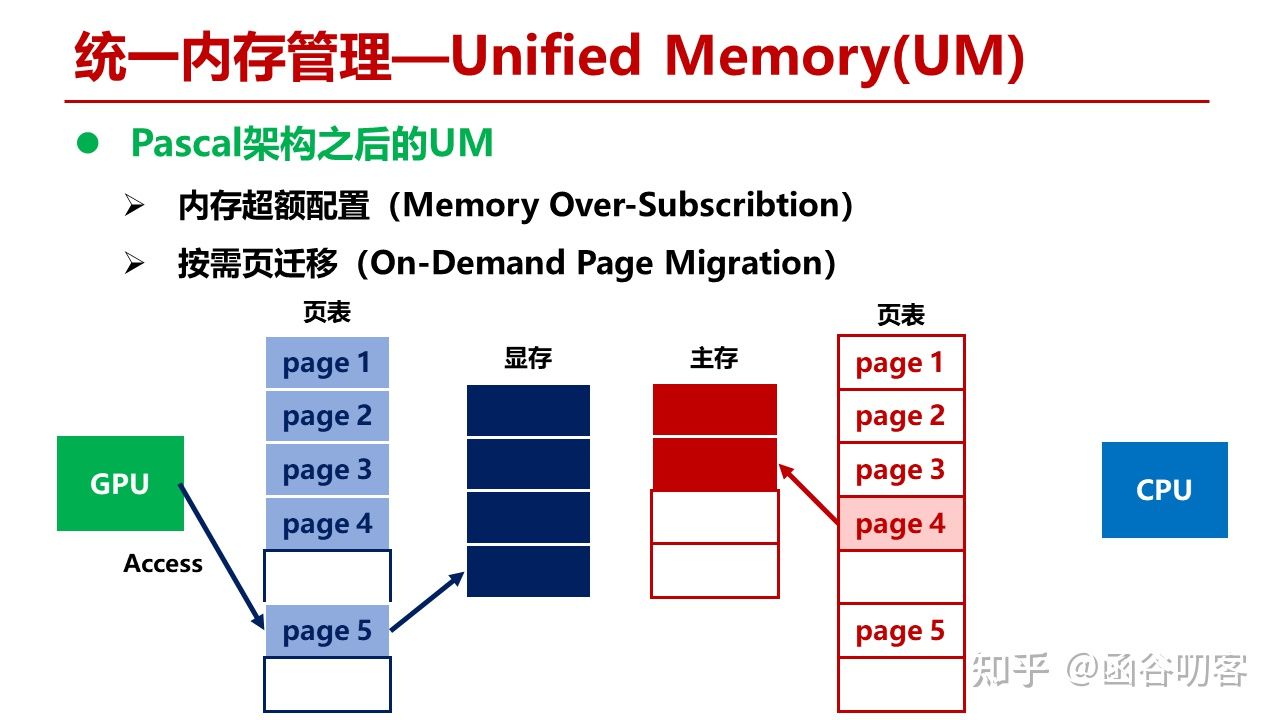 统一内存管理—Unified Memory(UM)
Pascal架构之后的UM
内存超额配置（Memory Over-Subscribtion）
按需页迁移（On-Demand Page Migration）
页表
显存
主存
页表
page 1
page 2
page 3
page 4
page 5
GPU
Access
page 1
page 2
page 3
page 4
page 5
CPU
知乎 @函谷叨客